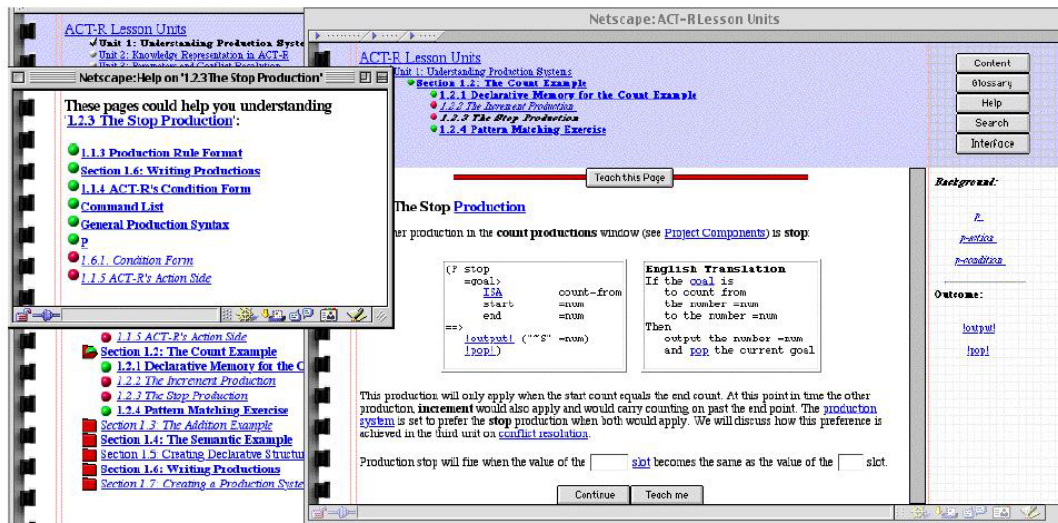 Netscape: ACT-R Lesson Units
ACT-R Lesson Units
Unit 1: Understanding Production Syste
Unit 2: Knowledge Representation in ACT-R
Netscape: Help on '1.2.3 The Stop Production'
These pages could help you understanding
'1.2.3 The Stop Production':
1.1.3 Production Rule Format
Section 1.6: Writing Productions
1.1.4 ACT-R's Condition Form
Command List
General Production Syntax
P
1.6.1. Condition Form
1.1.5 ACT-R's Action Side
1.1.5 ACT-R's Action Side
Section 1.2: The Count Example
1.2.1 Declarative Memory for the C
1.2.2 The Increment Production
1.2.3 The Stop Production
1.2.4 Pattern Matching Exercise
Section 1.3: The Addition Example
Section 1.4: The Semantic Example
Section 1.5: Creating Declarative Structu
Section 1.6: Writing Productions
Section 1.7: Creating a Production Syste
ACT-R Lesson Units
Unit 1: Understanding Production Systems
Section 1.2: The Count Example
1.2.1 Declarative Memory for the Count Example
1.2.2 The Increment Production
1.2.3 The Stop Production
1.2.4 Pattern Matching Exercise
Content
Glossary
Help
Search
Interface
Teach this Page
The Stop Production
her production in the count productions window (see Project Components) is stop:
(P stop
=goal>
ISA count-from
start =num
end =num
==>
!output! ("~S" =num)
!pop!)
English Translation
If the goal is
to count from
the number =num
to the number =num
Then
output the number =num
and pop the current goal
This production will only apply when the start count equals the end count. At this point in time the other
production, increment would also apply and would carry counting on past the end point. The production
system is set to prefer the stop production when both would apply. We will discuss how this preference is
achieved in the third unit on conflict resolution.
Production stop will fire when the value of the slot becomes the same as the value of the slot.
Continue
Teach me
Background:
p
p-action
p-condition
Outcome:
!output!
!pop!